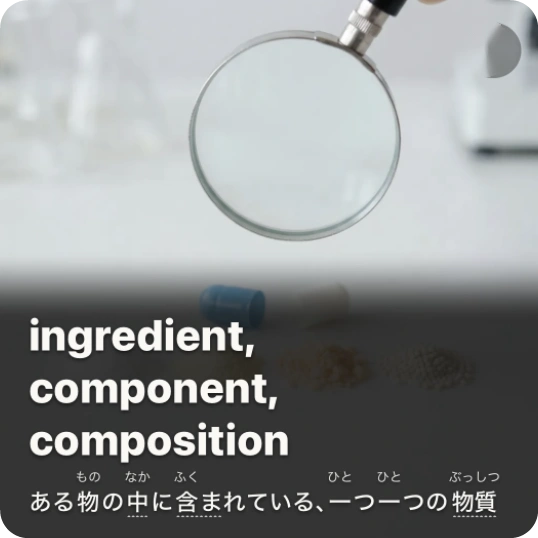 ingredient,
component,
composition
もの なか ふく ひと ひと ぶっしつ
ある物の中に含まれている、一つ一つの物質